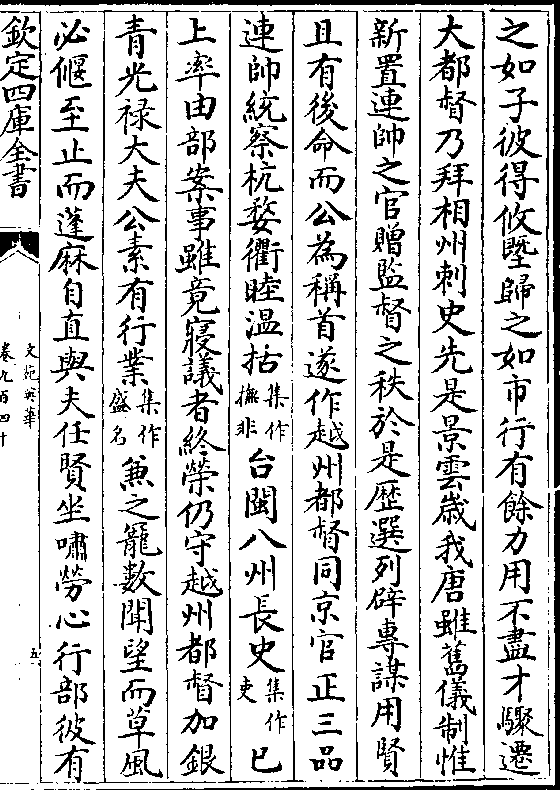 之如子彼得攸塈歸之如市行有餘力用不盡才驟遷
大都督乃拜相州刺史先是景雲歲我唐雖舊儀制惟
新置連帥之官贈監督之秩於是歴選列辟專謀用賢
且有後命而公為稱首遂作越州都督同京官正三品
連帥統察杭婺衢睦温括集作撫非台閩八州長史集作吏已
上率由部案事雖竟寢議者終榮仍守越州都督加銀
青光禄大夫公素有行業集作盛名兼之寵數聞望而草風
必偃至止而蓬麻自直與夫任賢坐嘯勞心行部彼有
欽定四庫全書
文苑英華
卷九百四十
五